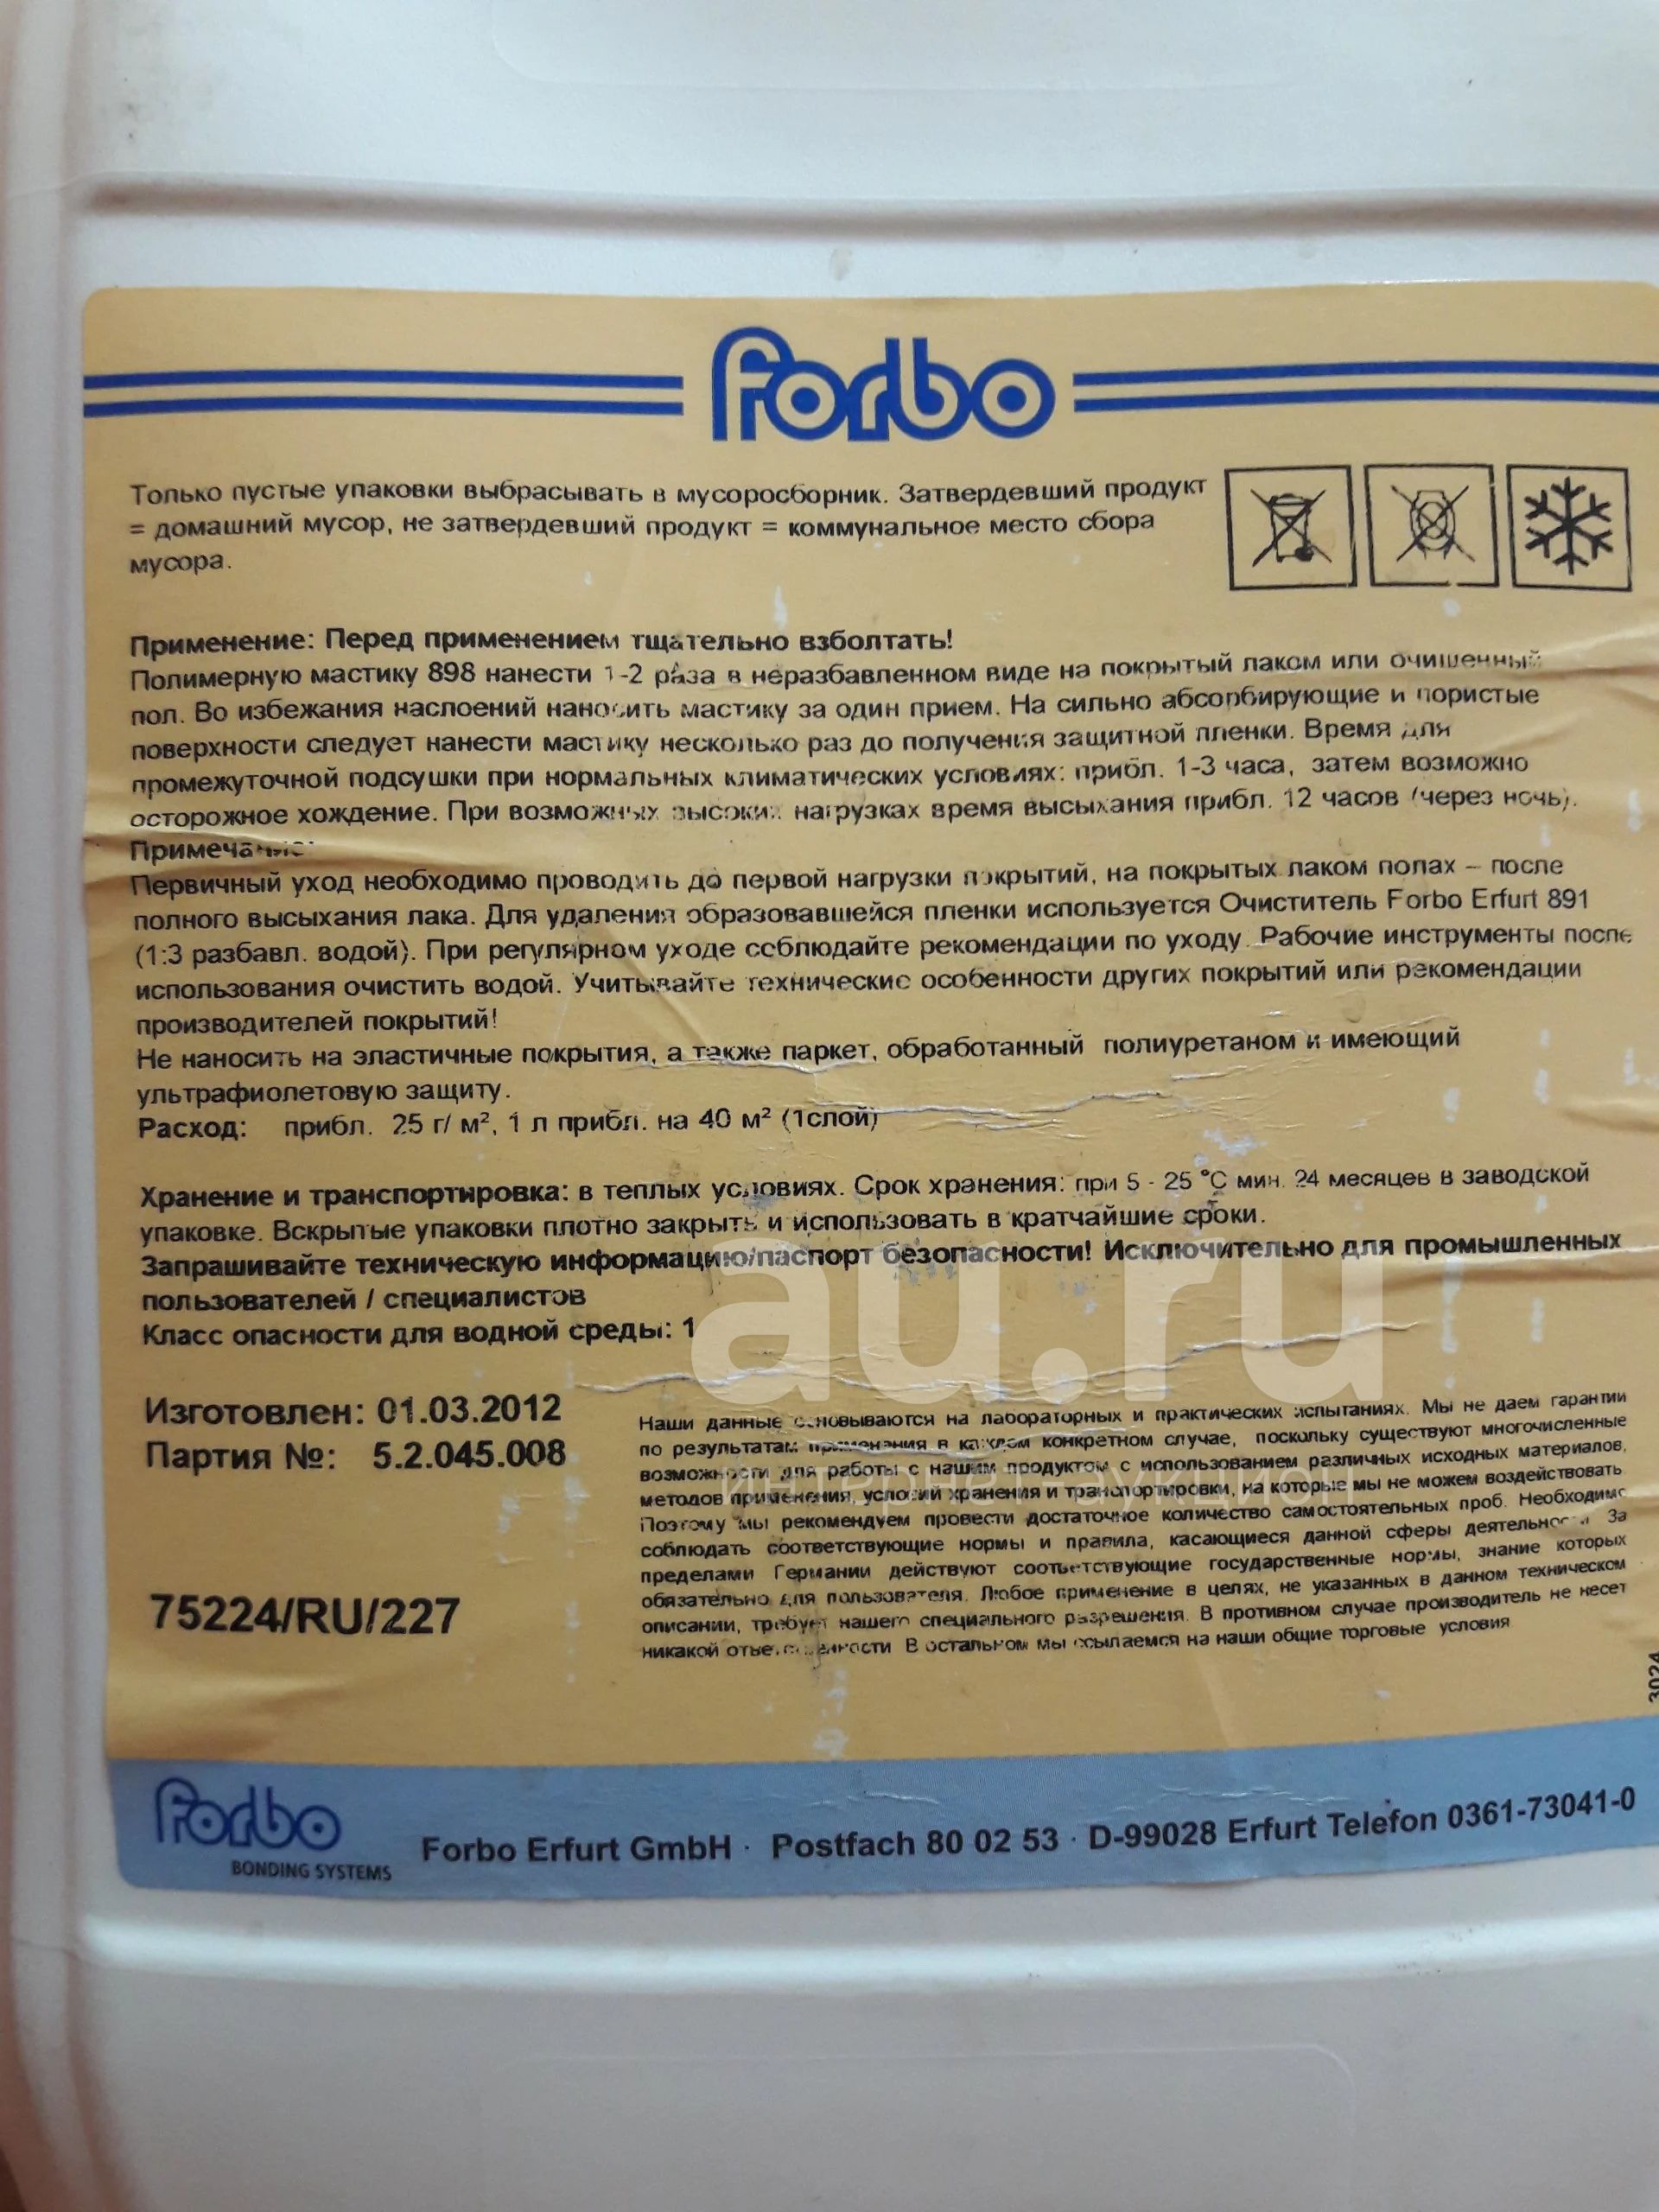 forbo
Только пустые упаковки выбрасывать в мусоросборник. Затвердевший продукт
= домашний мусор, не затвердевший продукт = коммунальное место сбора
мусора.
Применение: Перед применением тщательно взболтать!
Полимерную мастику 898 нанести 1-2 раза в неразбавленном виде на покрытый лаком или очищенный
пол. Во избежания наслоений наносить мастику за один прием. На сильно абсорбирующие и пористые
поверхности следует нанести мастику несколько раз до получения защитной пленки. Время для
промежуточной подсушки при нормальных климатических условиях: прибл. 1-3 часа, затем возможно
осторожное хождение. При возможных высоких нагрузках время высыхания прибл. 12 часов (через ночь).
Примечание:
Первичный уход необходимо проводить до первой нагрузки покрытий, на покрытых лаком полах – после
полного высыхания лака. Для удаления образовавшейся пленки используется Очиститель Forbo Erfurt 891
(1:3 разбавл. водой). При регулярном уходе соблюдайте рекомендации по уходу. Рабочие инструменты после
использования очистить водой. Учитывайте технические особенности других покрытий или рекомендации
производителей покрытий!
Не наносить на эластичные покрытия, а также паркет, обработанный полиуретаном и имеющий
ультрафиолетовую защиту.
Расход: прибл. 25 г/ м², 1 л прибл. на 40 м² (1слой)
Хранение и транспортировка: в теплых условиях. Срок хранения: при 5 - 25 °C мин. 24 месяцев в заводской
упаковке. Вскрытые упаковки плотно закрыть и использовать в кратчайшие сроки.
Запрашивайте техническую информацию/паспорт безопасности! Исключительно для промышленных
пользователей / специалистов
Класс опасности для водной среды: 1
Изготовлен: 01.03.2012
Партия №: 5.2.045.008
75224/RU/227
Наши данные основываются на лабораторных и практических испытаниях. Мы не даем гарантии
по результатам применения в каждом конкретном случае, поскольку существуют многочисленные
возможности для работы с нашим продуктом с использованием различных исходных материалов,
методов применения, условий хранения и транспортировки, на которые мы не можем воздействовать
Поэтому мы рекомендуем провести достаточное количество самостоятельных проб. Необходимо
соблюдать соответствующие нормы и правила, касающиеся данной сферы деятельности. За
пределами Германии действуют соответствующие государственные нормы, знание которых
обязательно для пользователя. Любое применение в целях, не указанных в данном техническом
описании, требует нашего специального разрешения. В противном случае производитель не несет
никакой ответственности В остальном мы ссылаемся на наши общие торговые условия
3024
au.ru
интернет аукцион
forbo
BONDING SYSTEMS
Forbo Erfurt GmbH · Postfach 80 02 53 · D-99028 Erfurt Telefon 0361-73041-0